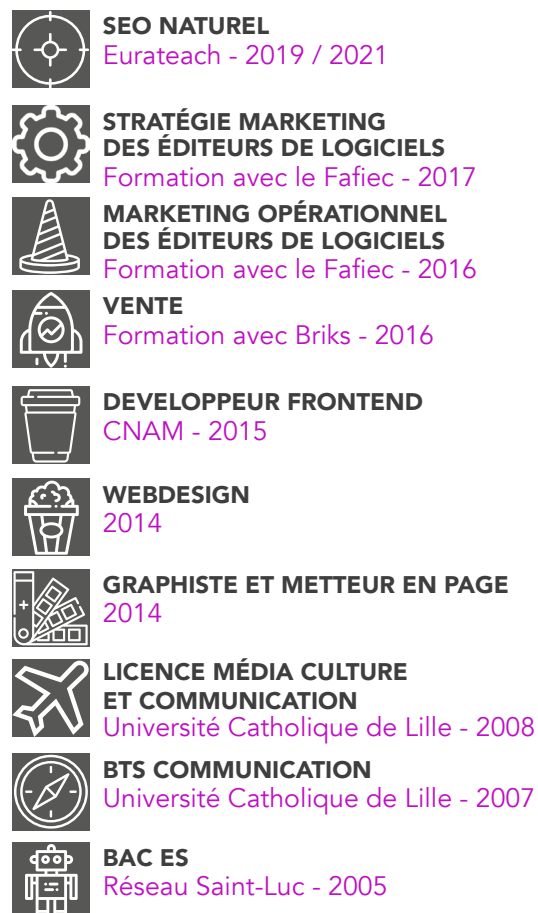 SEO NATUREL
Eurateach - 2019 / 2021
STRATÉGIE MARKETING
DES ÉDITEURS DE LOGICIELS
Formation avec le Fafiec - 2017
MARKETING OPÉRATIONNEL
DES ÉDITEURS DE LOGICIELS
Formation avec le Fafiec - 2016
VENTE
Formation avec Briks - 2016
DEVELOPPEUR FRONTEND
CNAM - 2015
WEBDESIGN
2014
GRAPHISTE ET METTEUR EN PAGE
2014
LICENCE MÉDIA CULTURE
ET COMMUNICATION
Université Catholique de Lille - 2008
BTS COMMUNICATION
Université Catholique de Lille - 2007
BAC ES
Réseau Saint-Luc - 2005